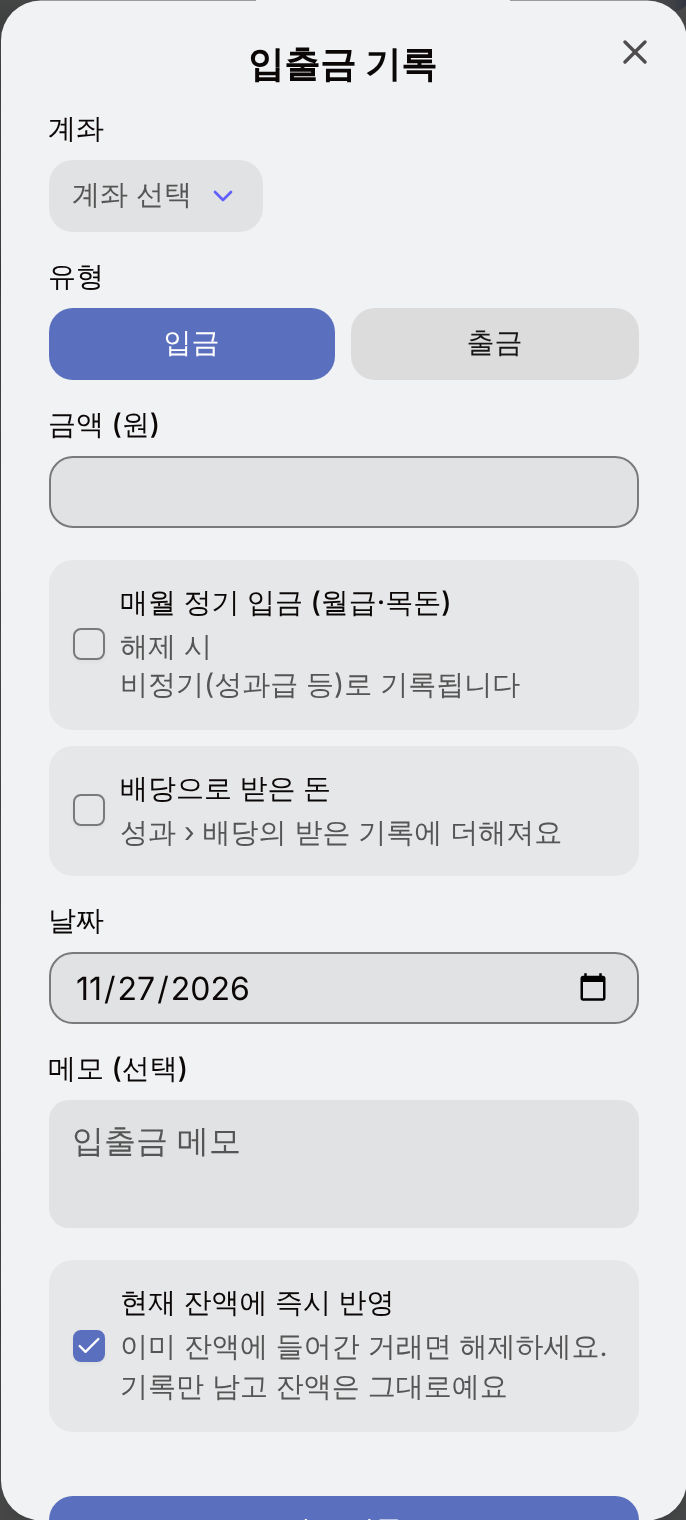 입출금 기록
계좌
계좌 선택
유형
입금
출금
금액 (원)
매월 정기 입금 (월급·목돈)
해제 시
비정기(성과급 등)로 기록됩니다
배당으로 받은 돈
성과 › 배당의 받은 기록에 더해져요
날짜
11/27/2026
메모 (선택)
입출금 메모
현재 잔액에 즉시 반영
이미 잔액에 들어간 거래면 해제하세요.
기록만 남고 잔액은 그대로예요